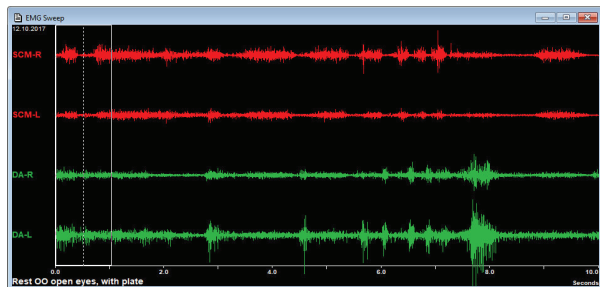 EMG Sweep
12.10.2017
SCM-R
SCM-L
DA-R
DA-L
0.0 2.0 4.0 6.0 8.0 10.0
Rest OO open eyes, with plate Seconds